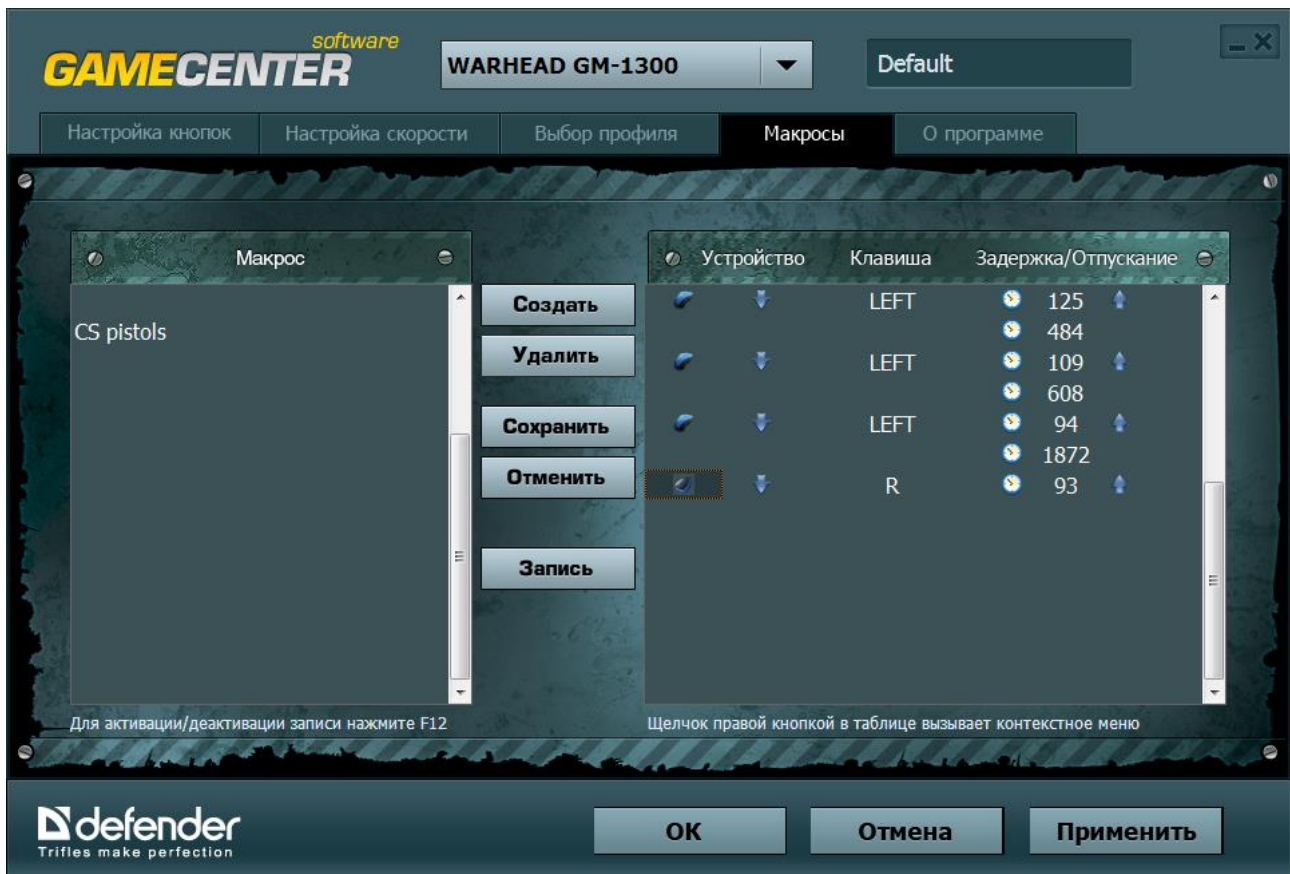 software
GAMECENTER
WARHEAD GM-1300
Default
Настройка кнопок
Настройка скорости
Выбор профиля
Макросы
О программе
Макрос
CS pistols
Создать
Удалить
Сохранить
Отменить
Запись
Устройство Клавиша Задержка/Отпускание
LEFT 125
484
LEFT 109
608
LEFT 94
1872
R 93
Для активации/деактивации записи нажмите F12
Щелчок правой кнопкой в таблице вызывает контекстное меню
defender
Trifles make perfection
ОК
Отмена
Применить